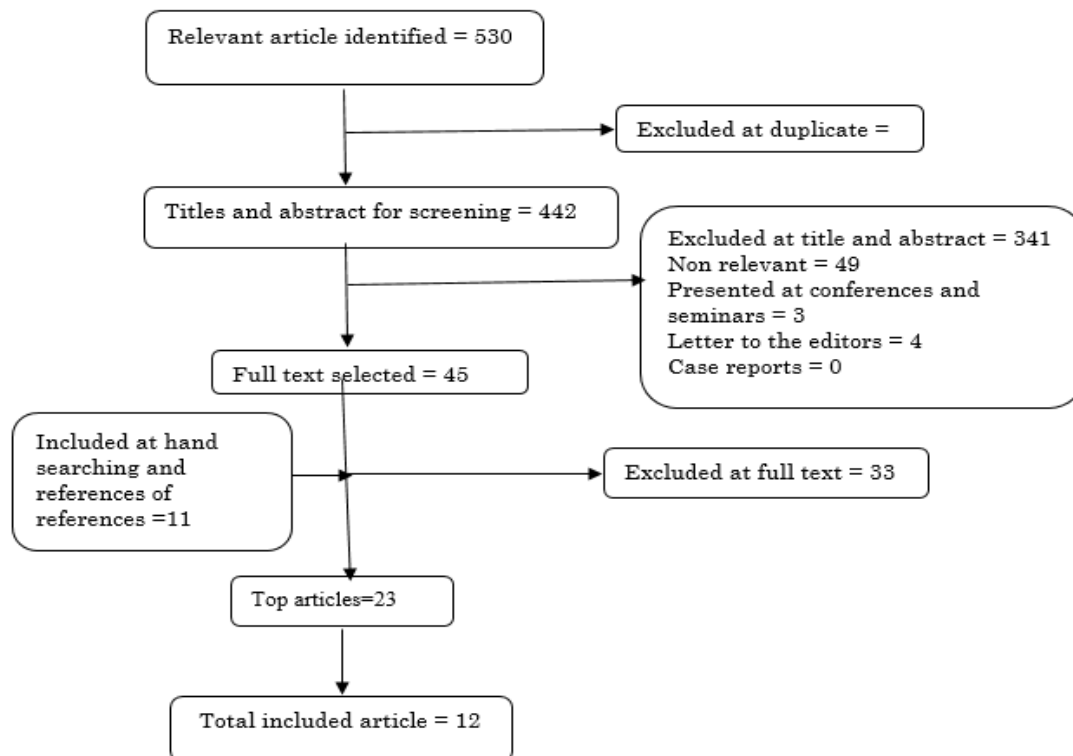 Relevant article identified = 530
Excluded at duplicate =
Titles and abstract for screening = 442
Excluded at title and abstract = 341
Non relevant = 49
Presented at conferences and
seminars = 3
Letter to the editors = 4
Case reports = 0
Full text selected = 45
Included at hand
searching and
references of
references =11
Excluded at full text = 33
Top articles=23
Total included article = 12